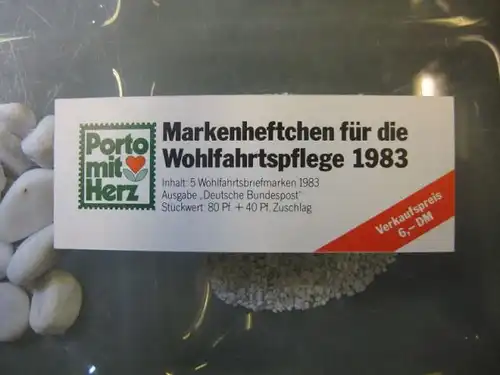 Porto
mit
Herz
Markenheftchen für die
Wohlfahrtspflege 1983
Inhalt: 5 Wohlfahrtsbriefmarken 1983
Ausgabe „Deutsche Bundespost"
Stückwert: 80 Pf. + 40 Pf. Zuschlag
Verkaufspreis
6,– DM